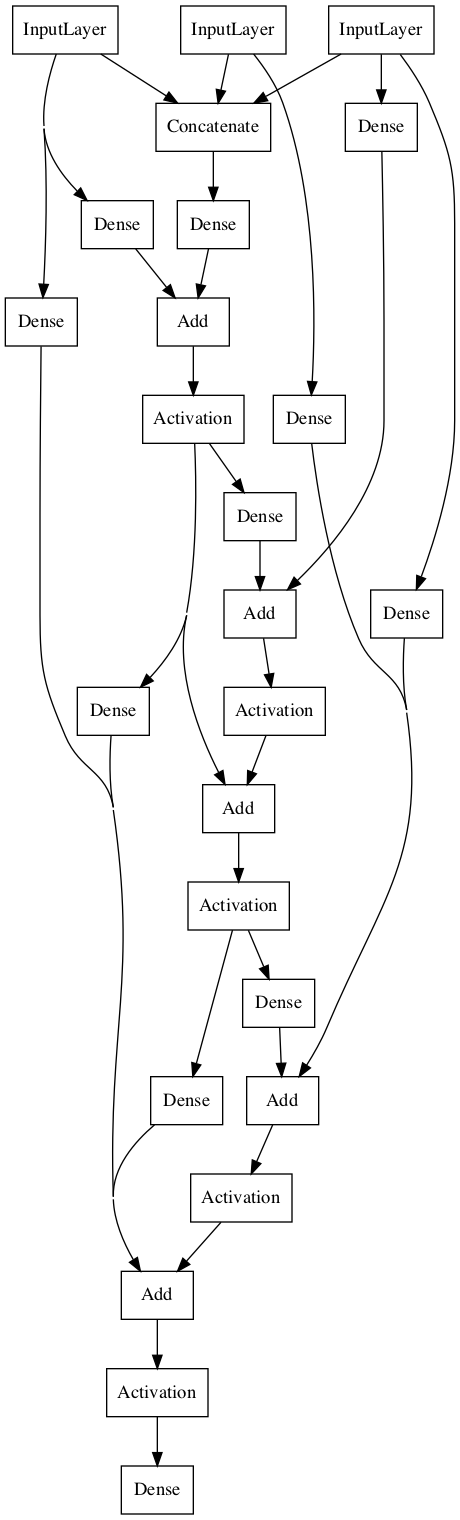 InputLayer
InputLayer
InputLayer
Concatenate
Dense
Dense
Dense
Dense
Add
Activation
Dense
Dense
Add
Dense
Dense
Activation
Add
Activation
Dense
Dense
Add
Activation
Add
Activation
Dense